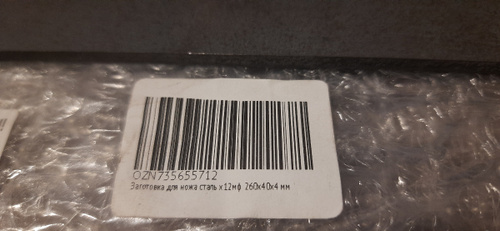 OZN735655712
Заготовка для ножа сталь х12мф 260х40х4 мм